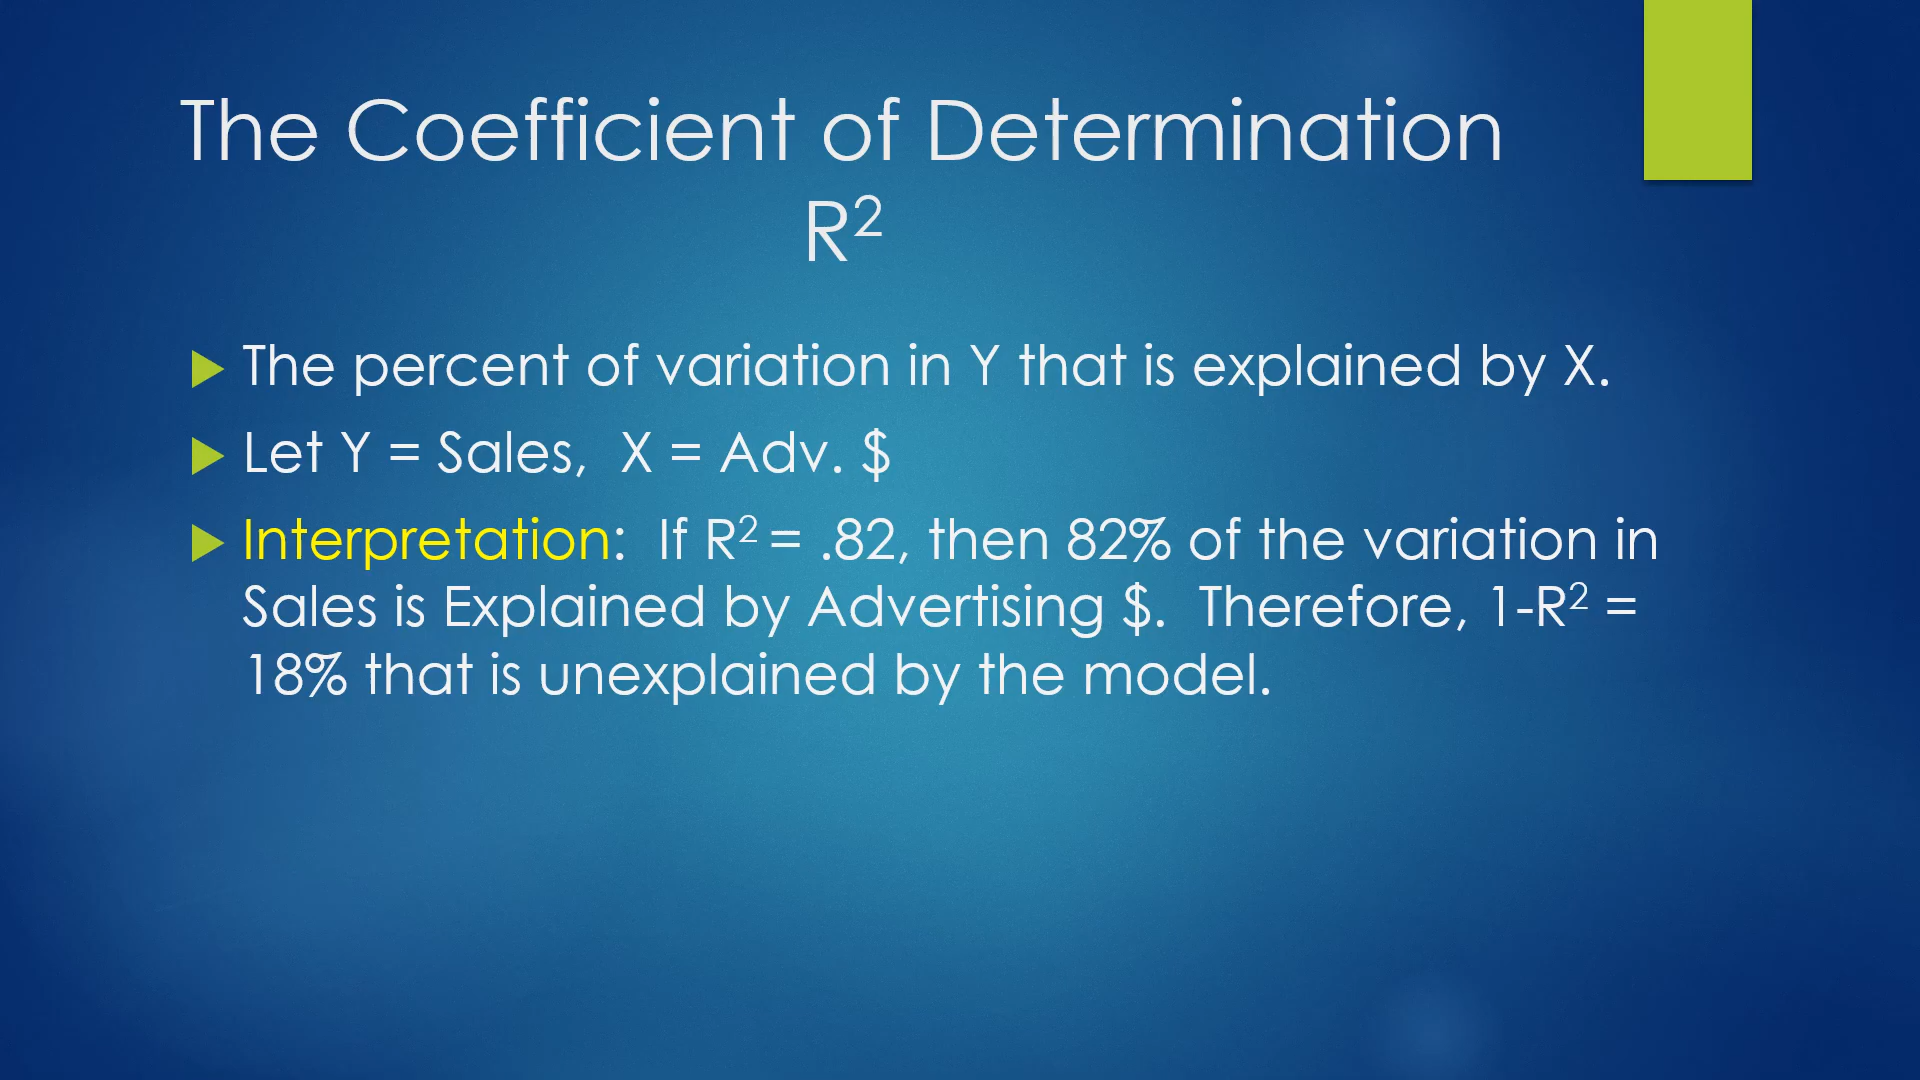 The Coefficient of Determination
R²
The percent of variation in Y that is explained by X.
Let Y = Sales,  X = Adv. $
Interpretation:  If R² = .82, then 82% of the variation in
Sales is Explained by Advertising $.  Therefore, 1-R² =
18% that is unexplained by the model.